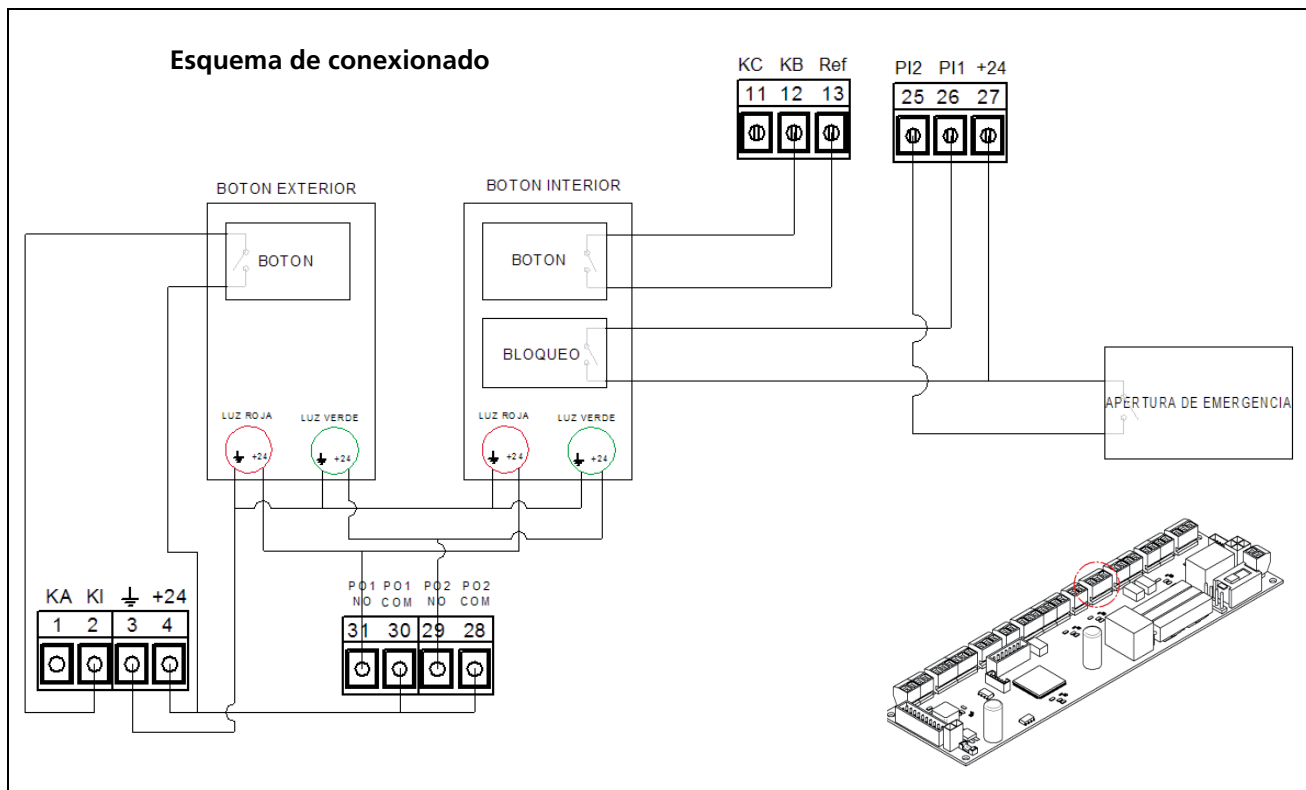 Esquema de conexionado
KC KB Ref
11 12 13
PI2 PI1 +24
25 26 27
BOTON EXTERIOR
BOTON
LUZ ROJA LUZ VERDE
+24 +24
BOTON INTERIOR
BOTON
BLOQUEO
LUZ ROJA LUZ VERDE
+24 +24
APERTURA DE EMERGENCIA
KA KI ⏚ +24
1 2 3 4
PO1 PO1 PO2 PO2
NO COM NO COM
31 30 29 28